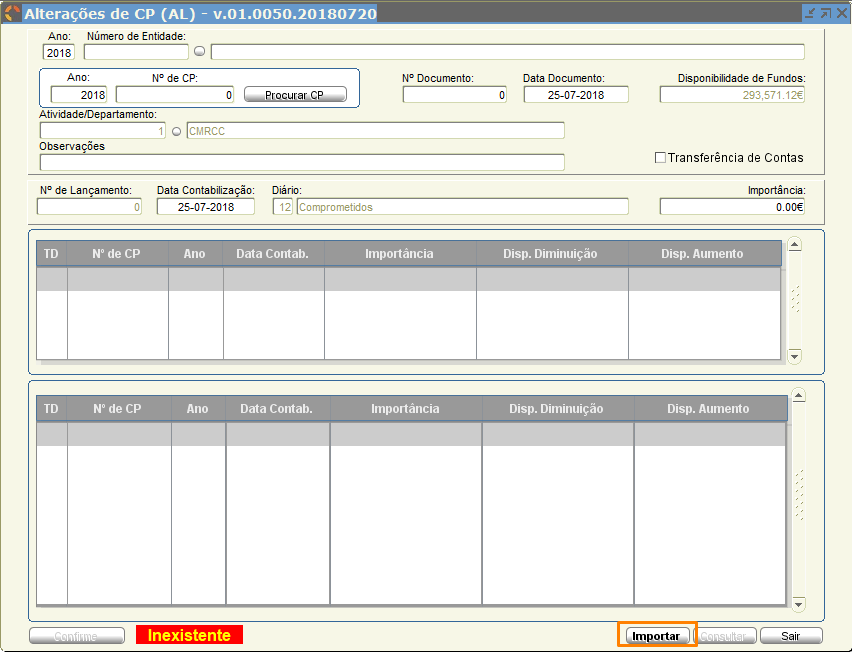 Alterações de CP (AL) - v.01.0050.20180720
Ano: Número de Entidade:
2018
Ano: Nº de CP: Nº Documento: Data Documento: Disponibilidade de Fundos:
2018 0 Procurar CP 0 25-07-2018 293,571.12€
Atividade/Departamento:
1 CMRCC
Observações
Transferência de Contas
Nº de Lançamento: Data Contabilização: Diário: Importância:
0 25-07-2018 12 Comprometidos 0.00€
TD Nº de CP Ano Data Contab. Importância Disp. Diminuição Disp. Aumento
TD Nº de CP Ano Data Contab. Importância Disp. Diminuição Disp. Aumento
Confirme Inexistente Importar Consultar Sair